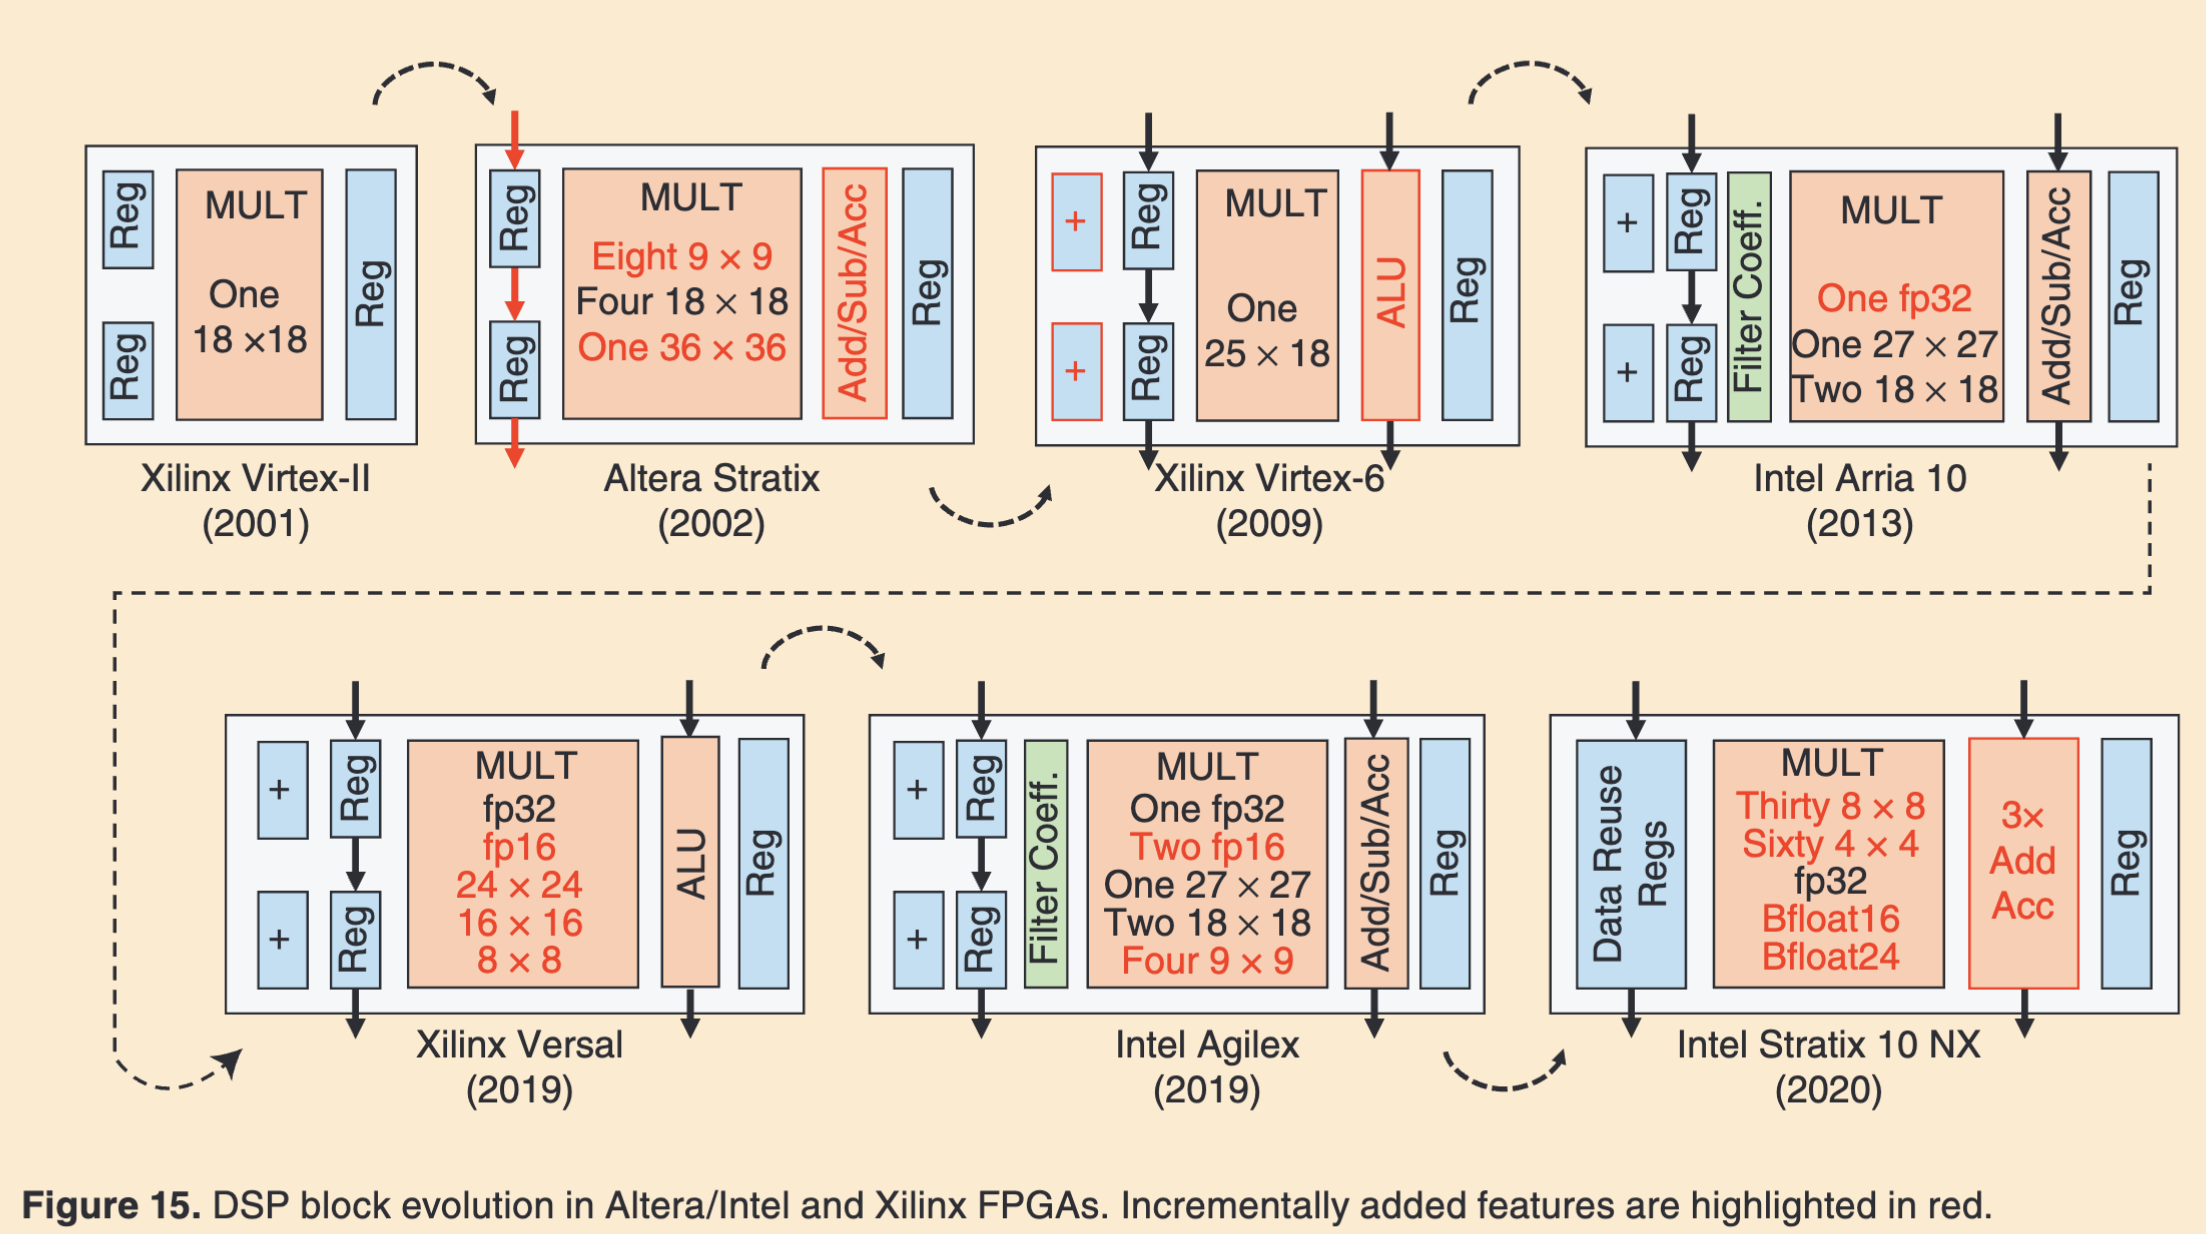 Reg
Reg
MULT
One
18 ×18
Reg
Xilinx Virtex-II
(2001)
Reg
Reg
MULT
Eight 9 × 9
Four 18 × 18
One 36 × 36
Add/Sub/Acc
Reg
Altera Stratix
(2002)
+
+
Reg
Reg
MULT
One
25 × 18
ALU
Reg
Xilinx Virtex-6
(2009)
+
+
Reg
Reg
Filter Coeff.
MULT
One fp32
One 27 × 27
Two 18 × 18
Add/Sub/Acc
Reg
Intel Arria 10
(2013)
+
+
Reg
Reg
MULT
fp32
fp16
24 × 24
16 × 16
8 × 8
ALU
Reg
Xilinx Versal
(2019)
+
+
Reg
Reg
Filter Coeff.
MULT
One fp32
Two fp16
One 27 × 27
Two 18 × 18
Four 9 × 9
Add/Sub/Acc
Reg
Intel Agilex
(2019)
Data Reuse
Regs
MULT
Thirty 8 × 8
Sixty 4 × 4
fp32
Bfloat16
Bfloat24
3×
Add
Acc
Reg
Intel Stratix 10 NX
(2020)
Figure 15. DSP block evolution in Altera/Intel and Xilinx FPGAs. Incrementally added features are highlighted in red.